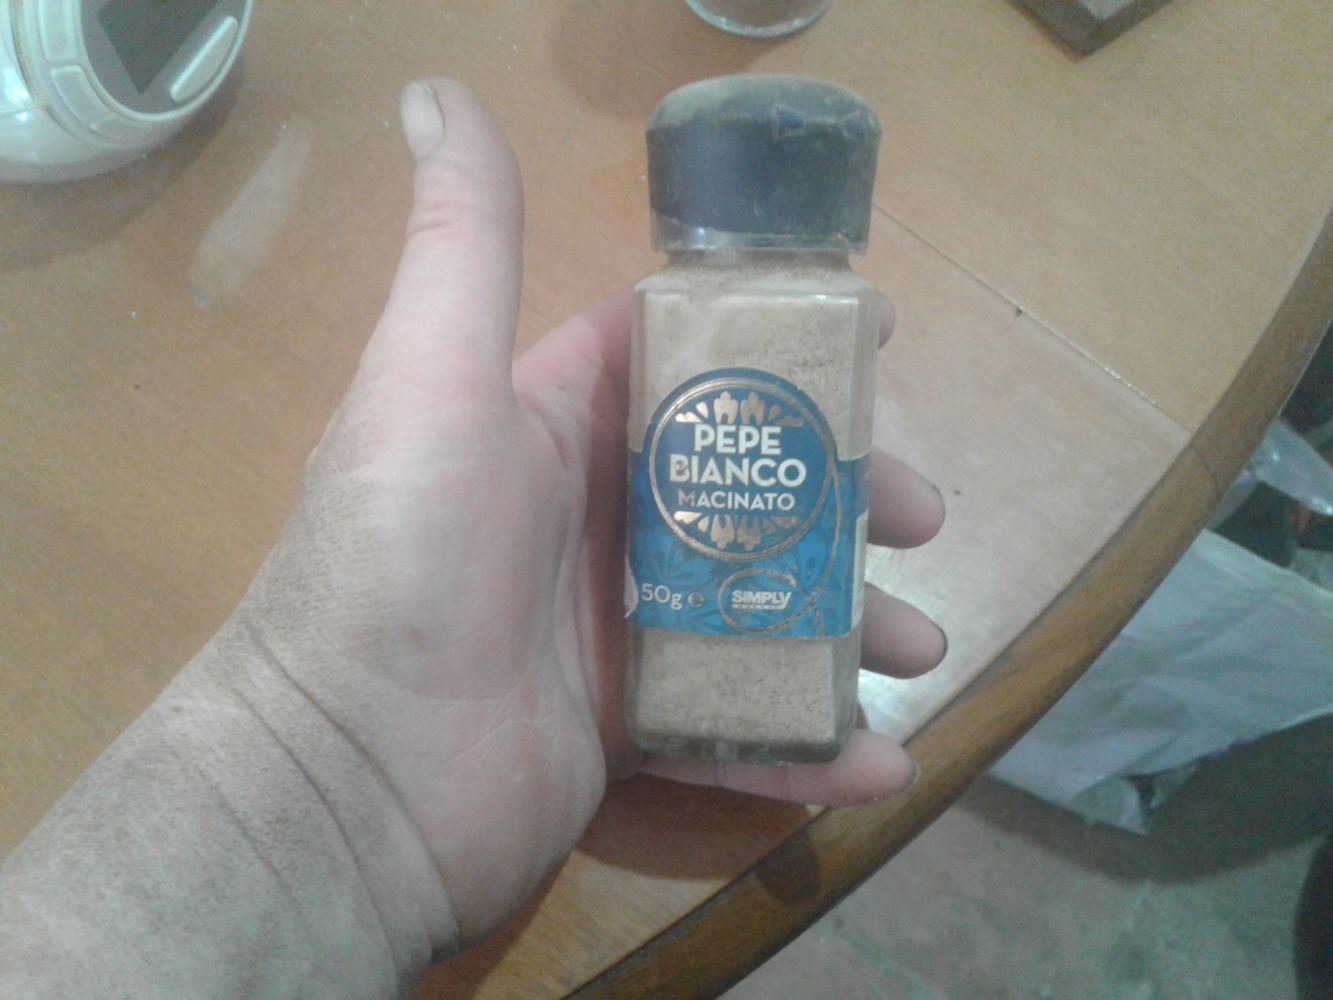 PEPE
BIANCO
MACINATO
50g e
SIMPLY